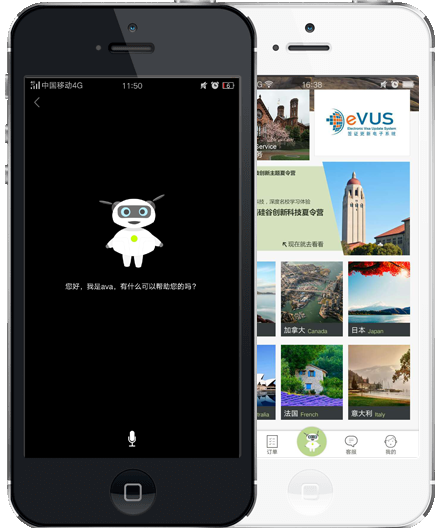 中国移动4G
11:50
您好，我是ava，有什么可帮助您的吗？
G
16:38
Service
务
eVUS
Electronic Visa Update System
签证更新电子系统
创新主题夏令营
技，深度名校学习体验
硅谷创新科技夏令营
现在就去看看
加拿大 Canada
日本 Japan
tralia
法国 French
意大利 Italy
订单
客服
我的